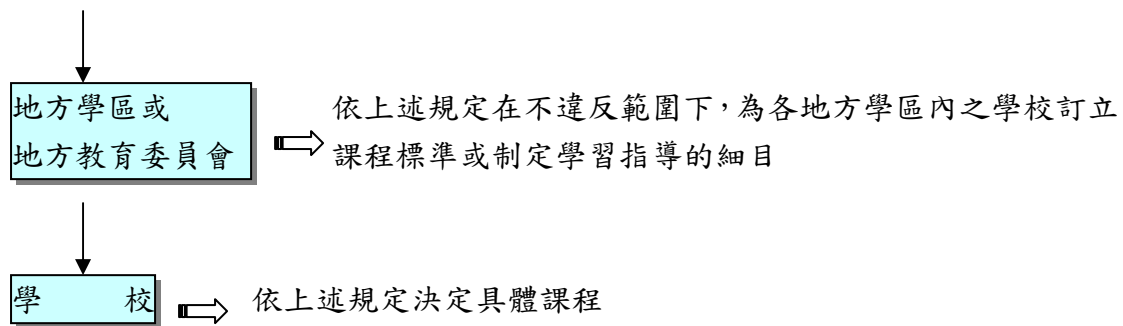 地方學區或
地方教育委員會
依上述規定在不違反範圍下，為各地方學區內之學校訂立
課程標準或制定學習指導的細目
學 校
依上述規定決定具體課程